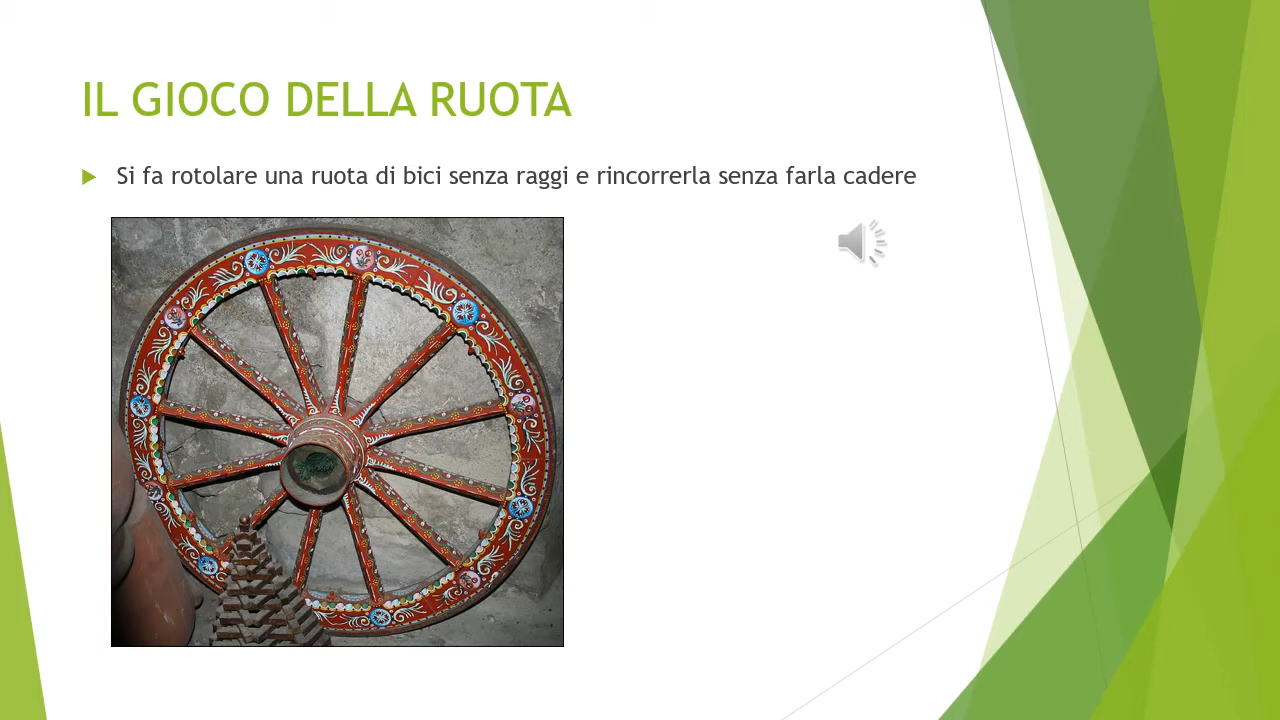 IL GIOCO DELLA RUOTA
Si fa rotolare una ruota di bici senza raggi e rincorrerla senza farla cadere